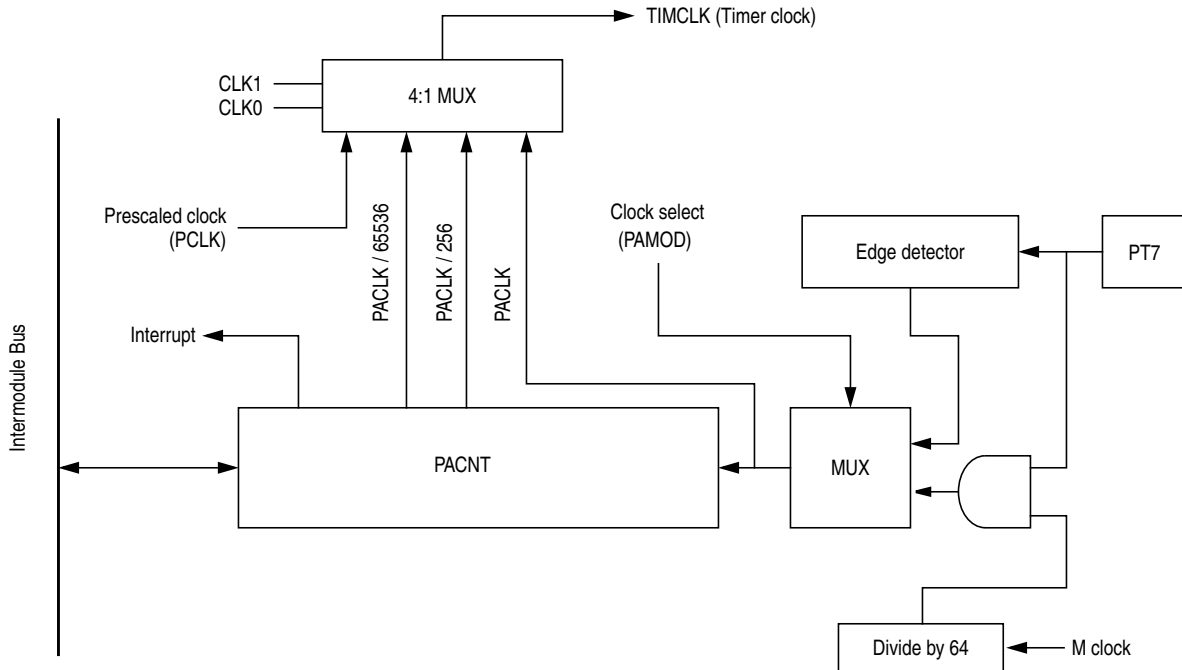 TIMCLK (Timer clock)
CLK1
CLK0
4:1 MUX
Prescaled clock
(PCLK)
PACLK / 65536
PACLK / 256
PACLK
Clock select
(PAMOD)
Edge detector
PT7
Interrupt
Intermodule Bus
PACNT
MUX
Divide by 64
M clock